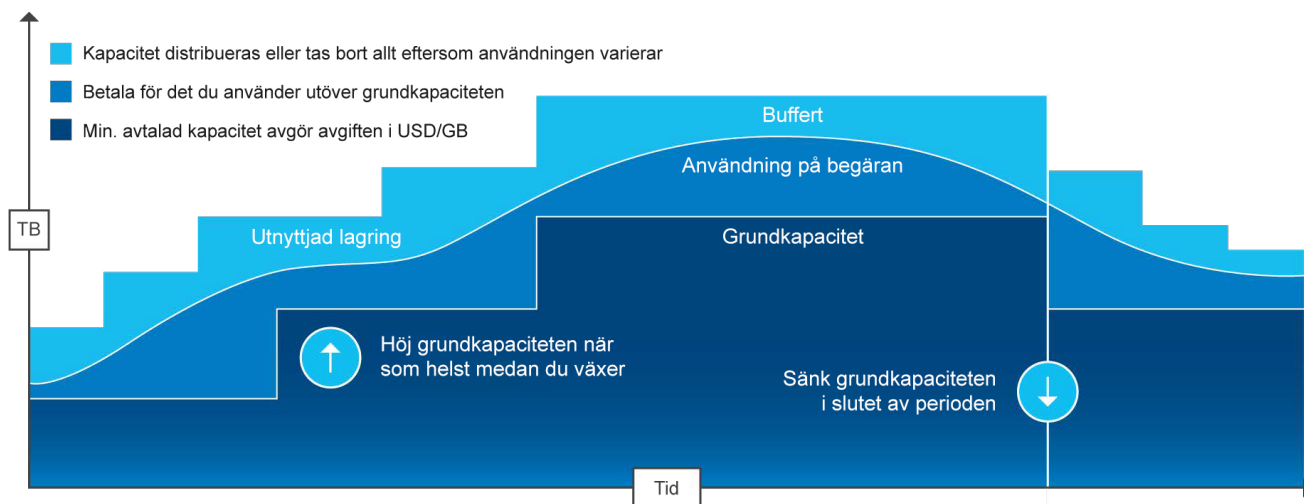 Kapacitet distribueras eller tas bort allt eftersom användningen varierar
Betala för det du använder utöver grundkapaciteten
Min. avtalad kapacitet avgör avgiften i USD/GB
Buffert
Användning på begäran
TB
Utnyttjad lagring
Grundkapacitet
Höj grundkapaciteten när
som helst medan du växer
Sänk grundkapaciteten
i slutet av perioden
Tid